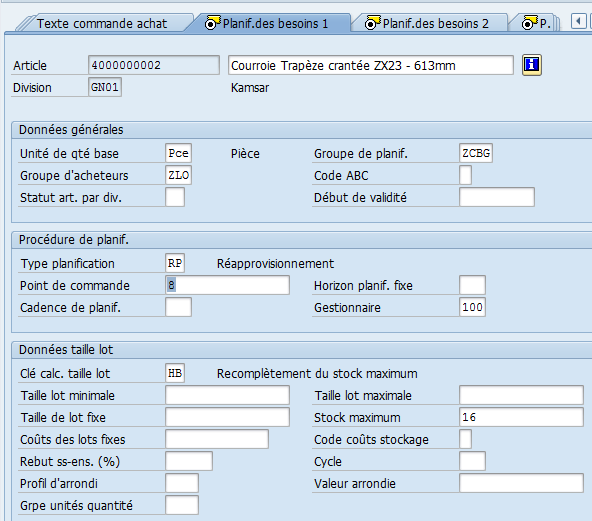 Texte commande achat Planif.des besoins 1 Planif.des besoins 2 P.
Article 4000000002 Courroie Trapèze crantée ZX23 - 613mm
Division GN01 Kamsar
Données générales
Unité de qté base Pce Pièce Groupe de planif. ZCBG
Groupe d'acheteurs ZLO Code ABC
Statut art. par div. Début de validité
Procédure de planif.
Type planification RP Réapprovisionnement
Point de commande 8 Horizon planif. fixe
Cadence de planif. Gestionnaire 100
Données taille lot
Clé calc. taille lot HB Recomplètement du stock maximum
Taille lot minimale Taille lot maximale
Taille de lot fixe Stock maximum 16
Coûts des lots fixes Code coûts stockage
Rebut ss-ens. (%) Cycle
Profil d'arrondi Valeur arrondie
Grpe unités quantité